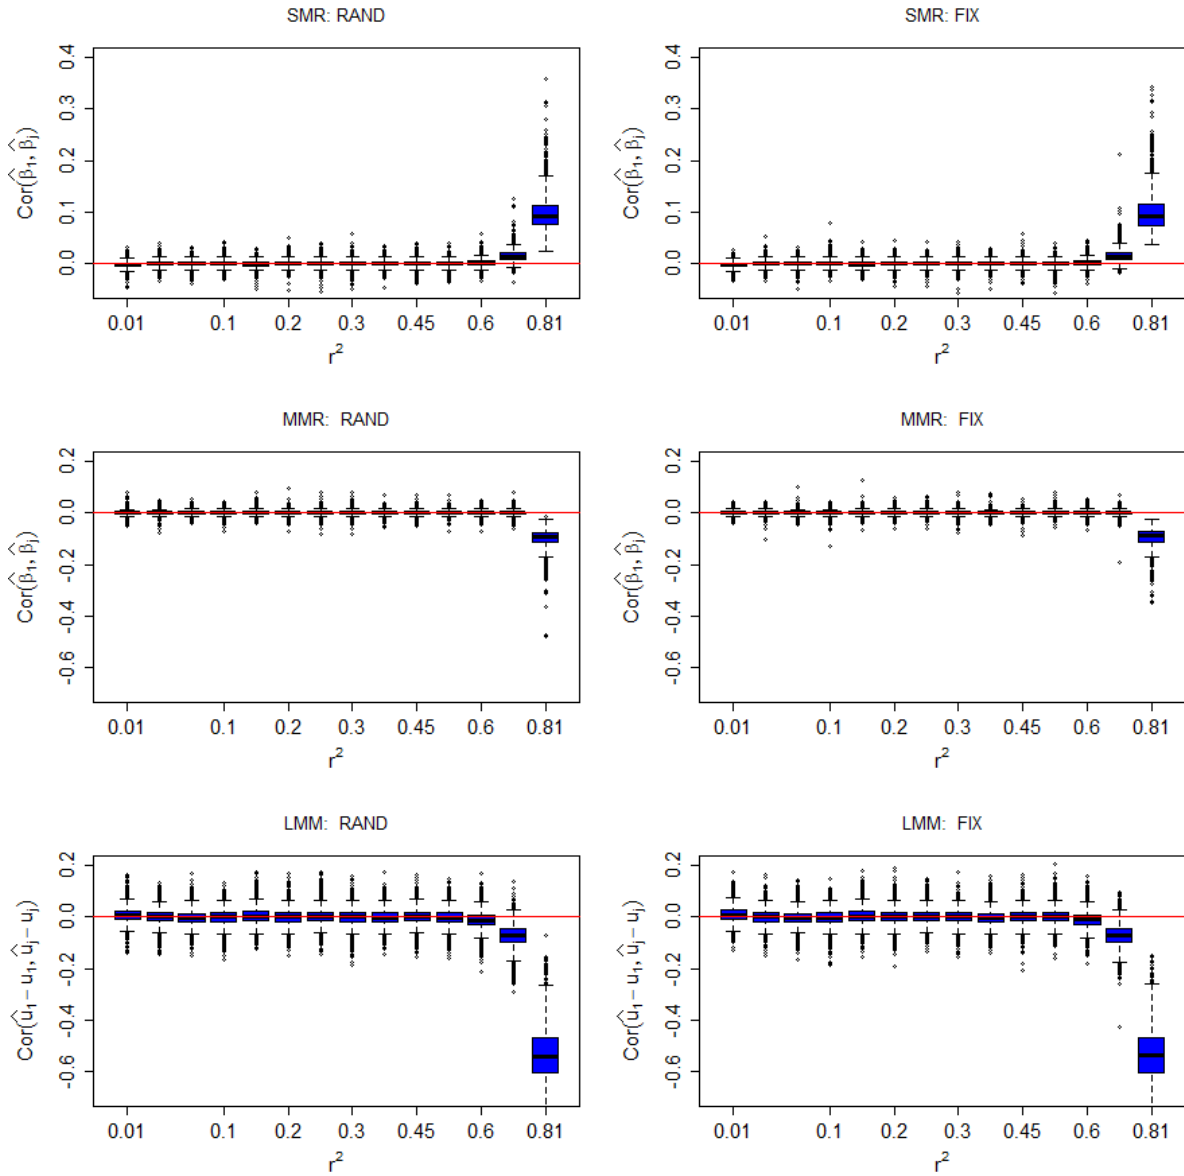 SMR: RAND
SMR: FIX
Cor(β̂₁, β̂ⱼ)
0.4
0.3
0.2
0.1
0.0
0.01 0.1 0.2 0.3 0.45 0.6 0.81
r²
Cor(β̂₁, β̂ⱼ)
0.4
0.3
0.2
0.1
0.0
0.01 0.1 0.2 0.3 0.45 0.6 0.81
r²
MMR: RAND
MMR: FIX
Cor(β̂₁, β̂ⱼ)
0.2
0.0
-0.2
-0.4
-0.6
0.01 0.1 0.2 0.3 0.45 0.6 0.81
r²
Cor(β̂₁, β̂ⱼ)
0.2
0.0
-0.2
-0.4
-0.6
0.01 0.1 0.2 0.3 0.45 0.6 0.81
r²
LMM: RAND
LMM: FIX
Cor(û₁ − u₁, ûⱼ − uⱼ)
0.2
0.0
-0.2
-0.4
-0.6
0.01 0.1 0.2 0.3 0.45 0.6 0.81
r²
Cor(û₁ − u₁, ûⱼ − uⱼ)
0.2
0.0
-0.2
-0.4
-0.6
0.01 0.1 0.2 0.3 0.45 0.6 0.81
r²